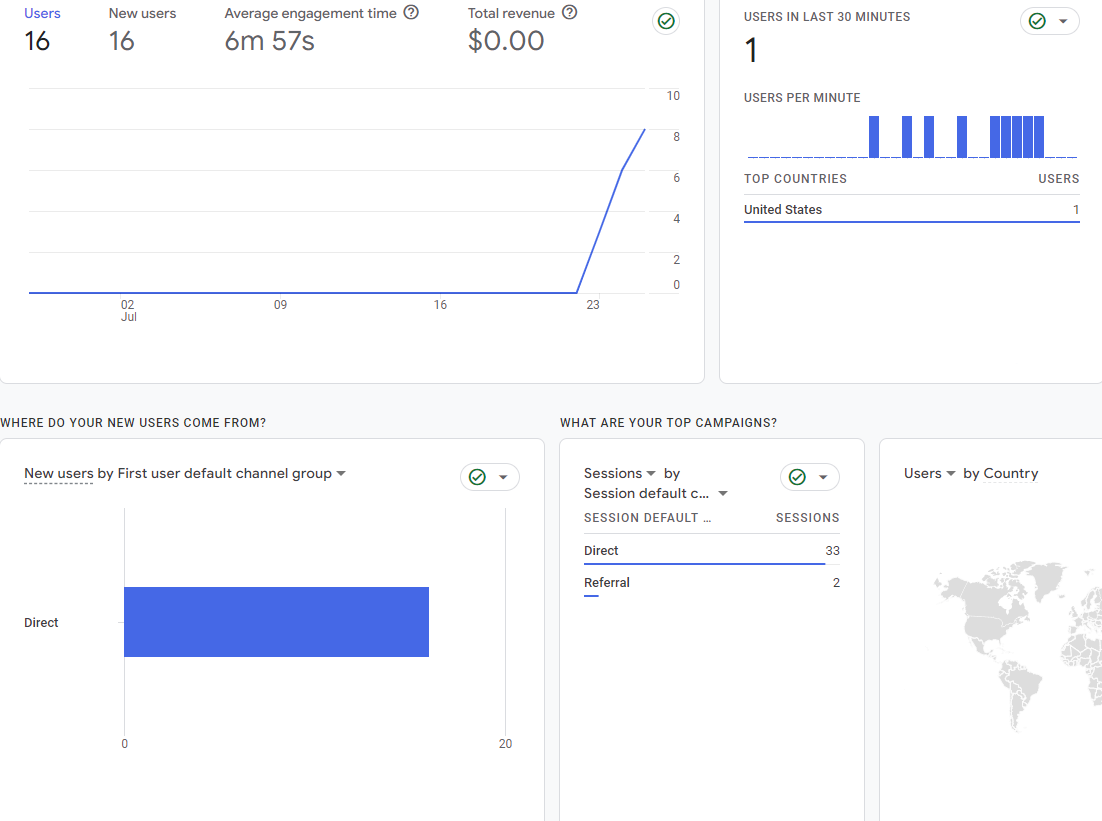 Users New users Average engagement time Total revenue
16 16 6m 57s $0.00
10
8
6
4
2
0
02 09 16 23
Jul
USERS IN LAST 30 MINUTES
1
USERS PER MINUTE
TOP COUNTRIES USERS
United States 1
WHERE DO YOUR NEW USERS COME FROM?
New users by First user default channel group
Direct
0 20
WHAT ARE YOUR TOP CAMPAIGNS?
Sessions by
Session default c...
SESSION DEFAULT ... SESSIONS
Direct 33
Referral 2
Users by Country